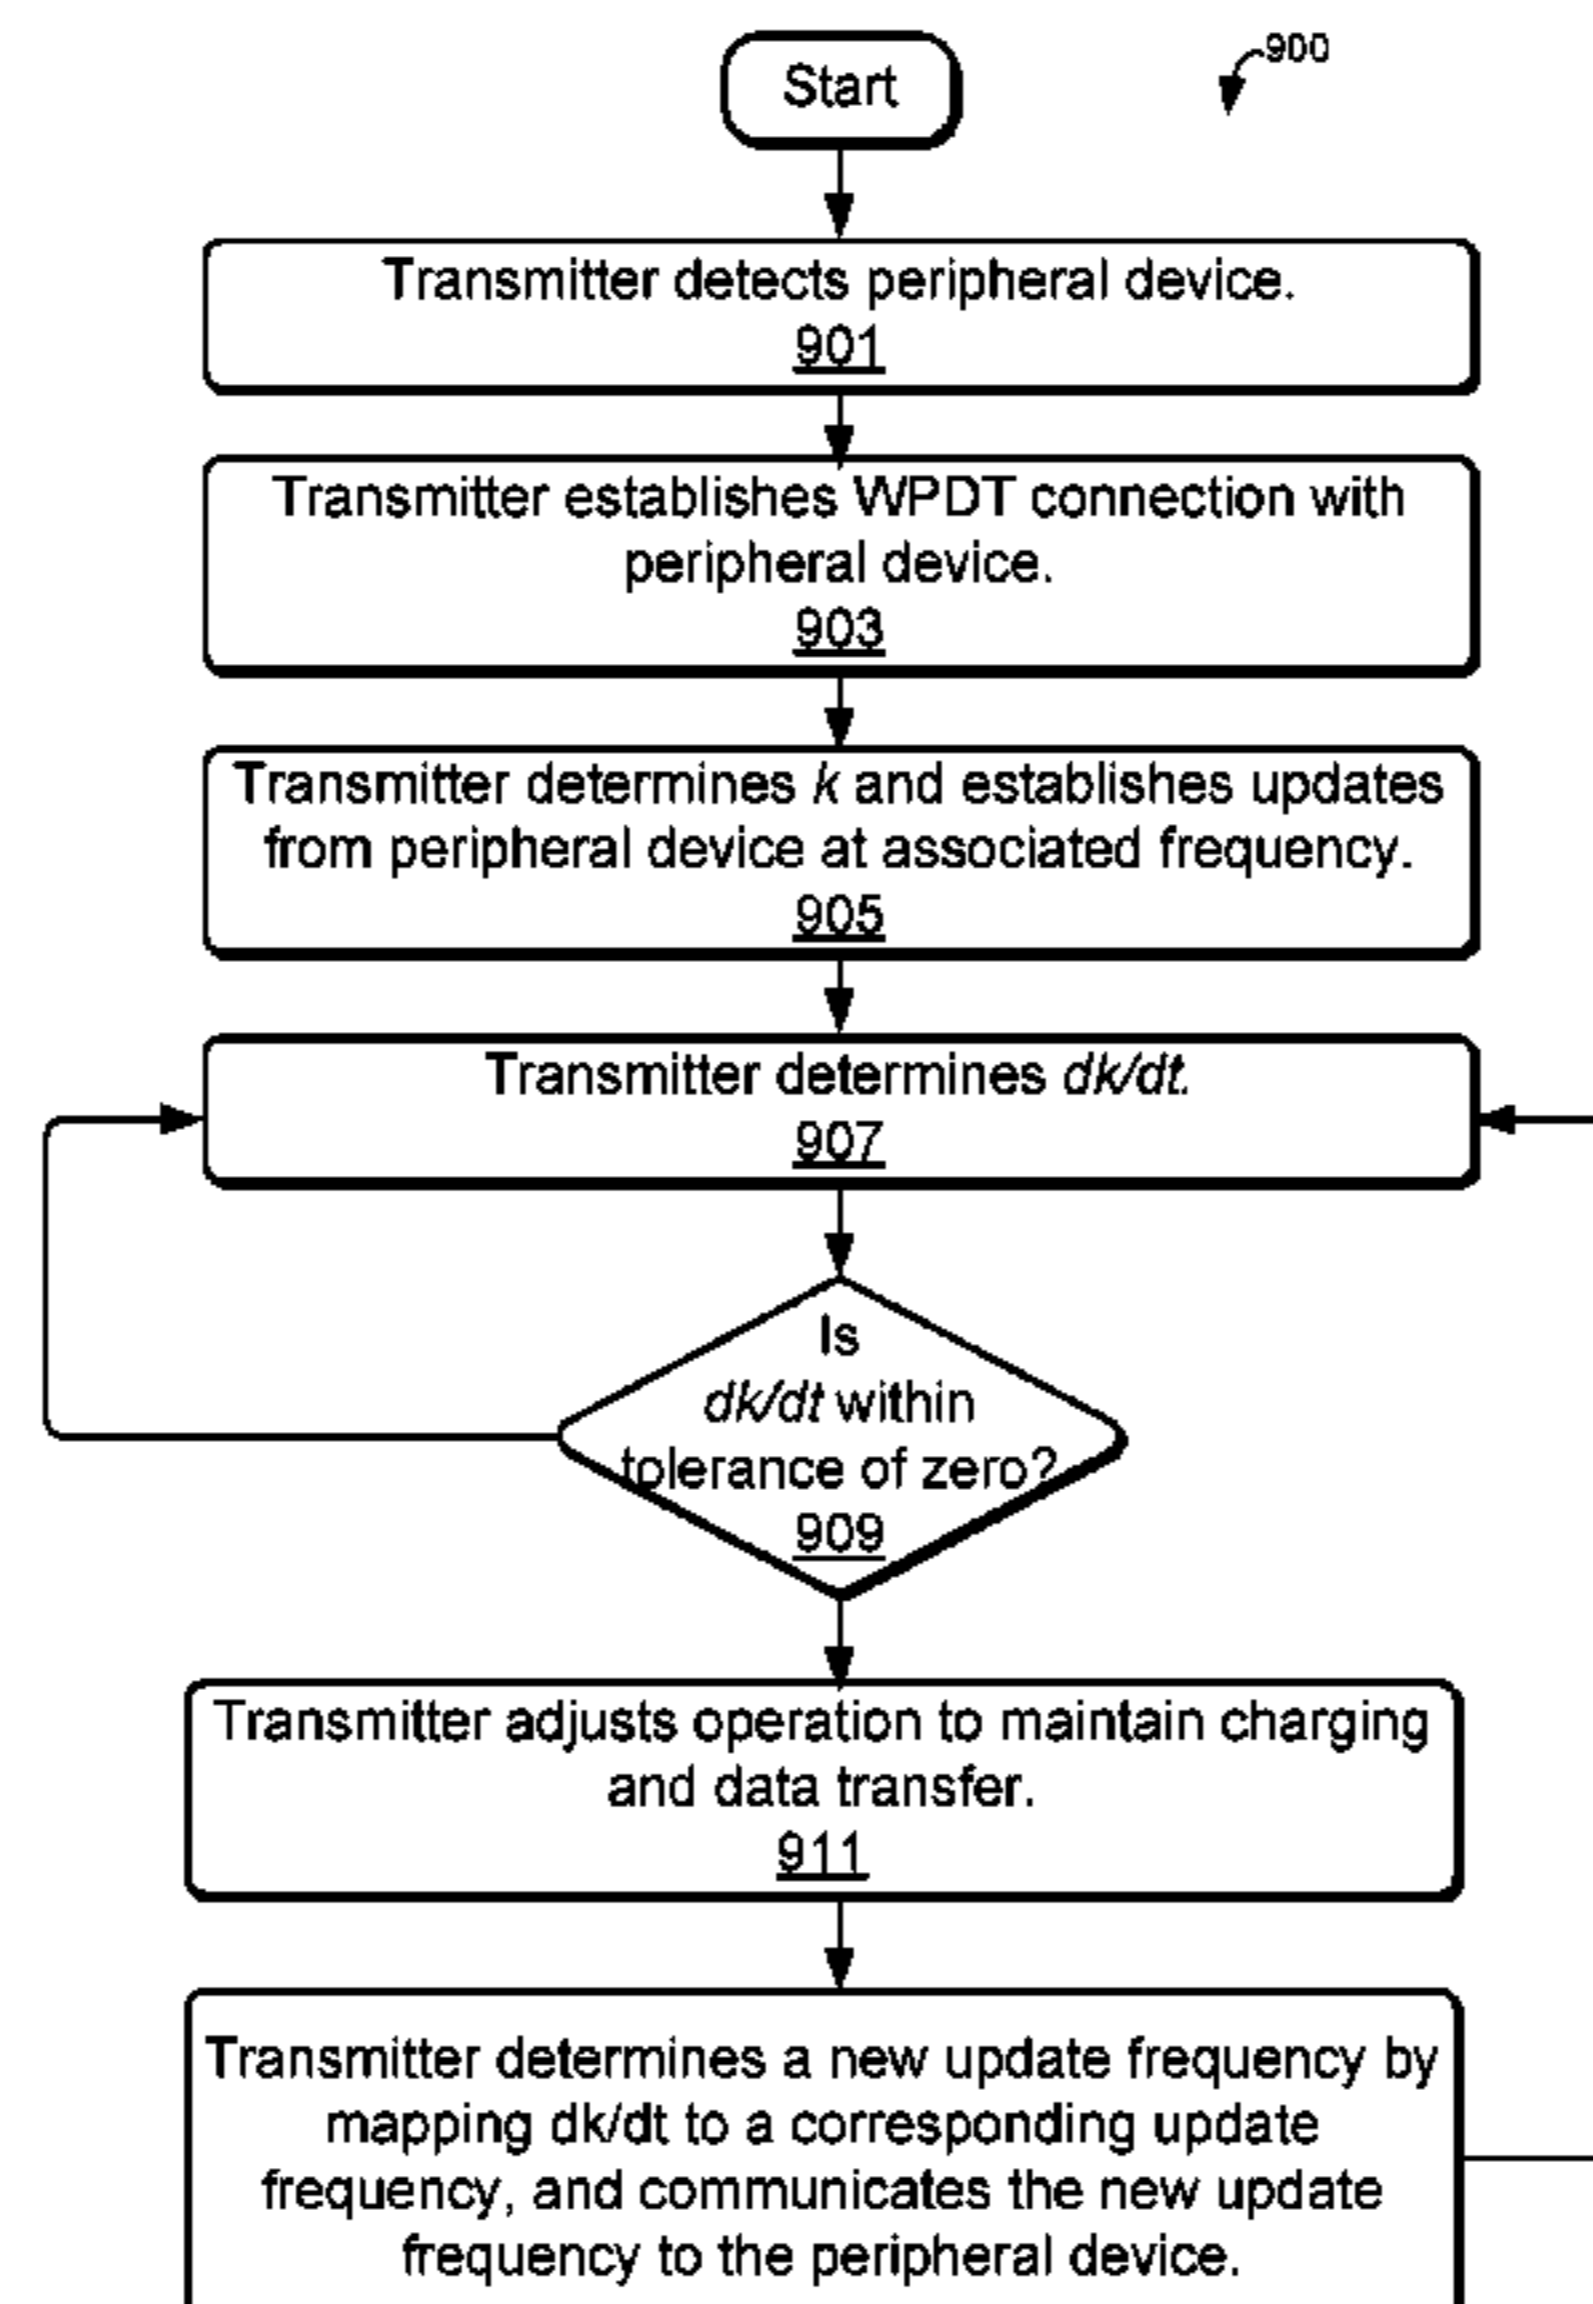 Start
900
Transmitter detects peripheral device.
901
Transmitter establishes WPDT connection with
peripheral device.
903
Transmitter determines k and establishes updates
from peripheral device at associated frequency.
905
Transmitter determines dk/dt.
907
Is
dk/dt within
tolerance of zero?
909
Transmitter adjusts operation to maintain charging
and data transfer.
911
Transmitter determines a new update frequency by
mapping dk/dt to a corresponding update
frequency, and communicates the new update
frequency to the peripheral device.